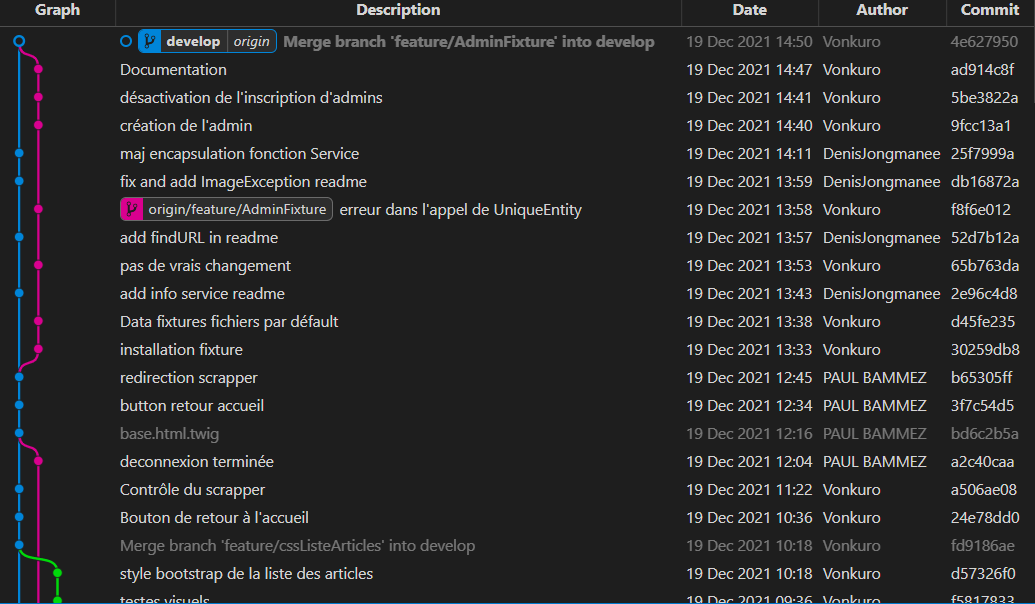 Graph Description Date Author Commit
develop origin Merge branch 'feature/AdminFixture' into develop 19 Dec 2021 14:50 Vonkuro 4e627950
Documentation 19 Dec 2021 14:47 Vonkuro ad914c8f
désactivation de l'inscription d'admins 19 Dec 2021 14:41 Vonkuro 5be3822a
création de l'admin 19 Dec 2021 14:40 Vonkuro 9fcc13a1
maj encapsulation fonction Service 19 Dec 2021 14:11 DenisJongmanee 25f7999a
fix and add ImageException readme 19 Dec 2021 13:59 DenisJongmanee db16872a
origin/feature/AdminFixture erreur dans l'appel de UniqueEntity 19 Dec 2021 13:58 Vonkuro f8f6e012
add findURL in readme 19 Dec 2021 13:57 DenisJongmanee 52d7b12a
pas de vrais changement 19 Dec 2021 13:53 Vonkuro 65b763da
add info service readme 19 Dec 2021 13:43 DenisJongmanee 2e96c4d8
Data fixtures fichiers par défault 19 Dec 2021 13:38 Vonkuro d45fe235
installation fixture 19 Dec 2021 13:33 Vonkuro 30259db8
redirection scrapper 19 Dec 2021 12:45 PAUL BAMMEZ b65305ff
button retour accueil 19 Dec 2021 12:34 PAUL BAMMEZ 3f7c54d5
base.html.twig 19 Dec 2021 12:16 PAUL BAMMEZ bd6c2b5a
deconnexion terminée 19 Dec 2021 12:04 PAUL BAMMEZ a2c40caa
Contrôle du scrapper 19 Dec 2021 11:22 Vonkuro a506ae08
Bouton de retour à l'accueil 19 Dec 2021 10:36 Vonkuro 24e78dd0
Merge branch 'feature/cssListeArticles' into develop 19 Dec 2021 10:18 Vonkuro fd9186ae
style bootstrap de la liste des articles 19 Dec 2021 10:18 Vonkuro d57326f0
testes visuels 19 Dec 2021 09:36 Vonkuro f5817833